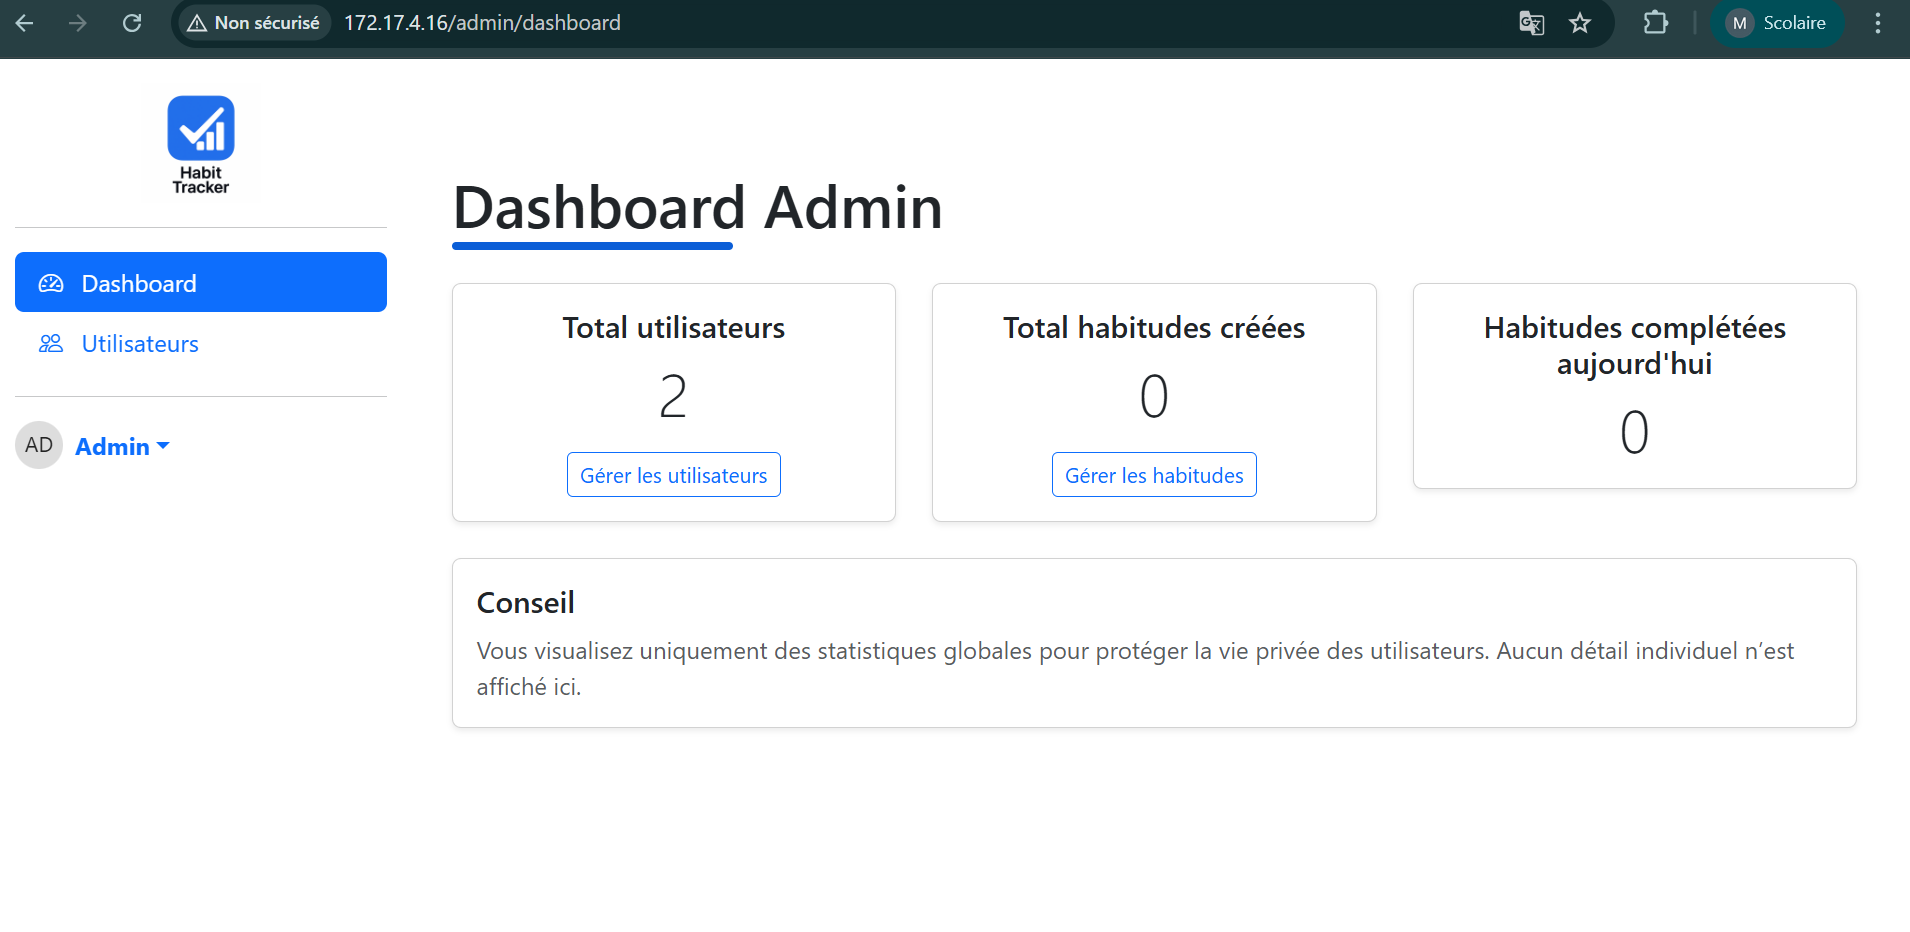 Non sécurisé
172.17.4.16/admin/dashboard
M
Scolaire
Habit
Tracker
Dashboard
Utilisateurs
AD
Admin
Dashboard Admin
Total utilisateurs
2
Gérer les utilisateurs
Total habitudes créées
0
Gérer les habitudes
Habitudes complétées
aujourd'hui
0
Conseil
Vous visualisez uniquement des statistiques globales pour protéger la vie privée des utilisateurs. Aucun détail individuel n’est
affiché ici.